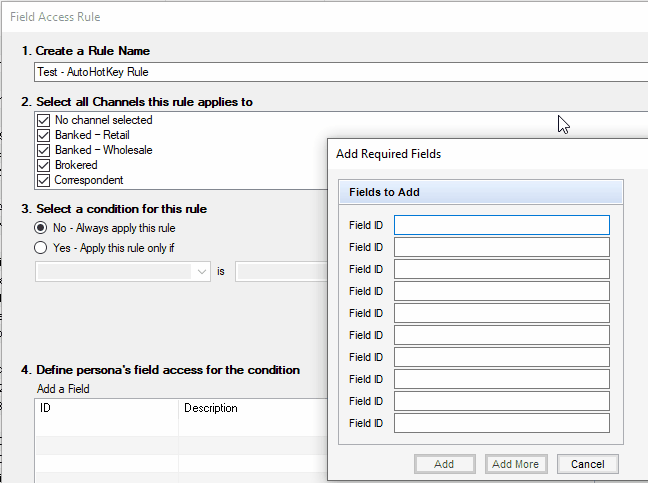 Field Access Rule
1. Create a Rule Name
Test - AutoHotKey Rule
2. Select all Channels this rule applies to
No channel selected
Banked – Retail
Banked – Wholesale
Brokered
Correspondent
3. Select a condition for this rule
No - Always apply this rule
Yes - Apply this rule only if
is
4. Define persona's field access for the condition
Add a Field
ID Description
Add Required Fields
Fields to Add
Field ID
Field ID
Field ID
Field ID
Field ID
Field ID
Field ID
Field ID
Field ID
Field ID
Add Add More Cancel